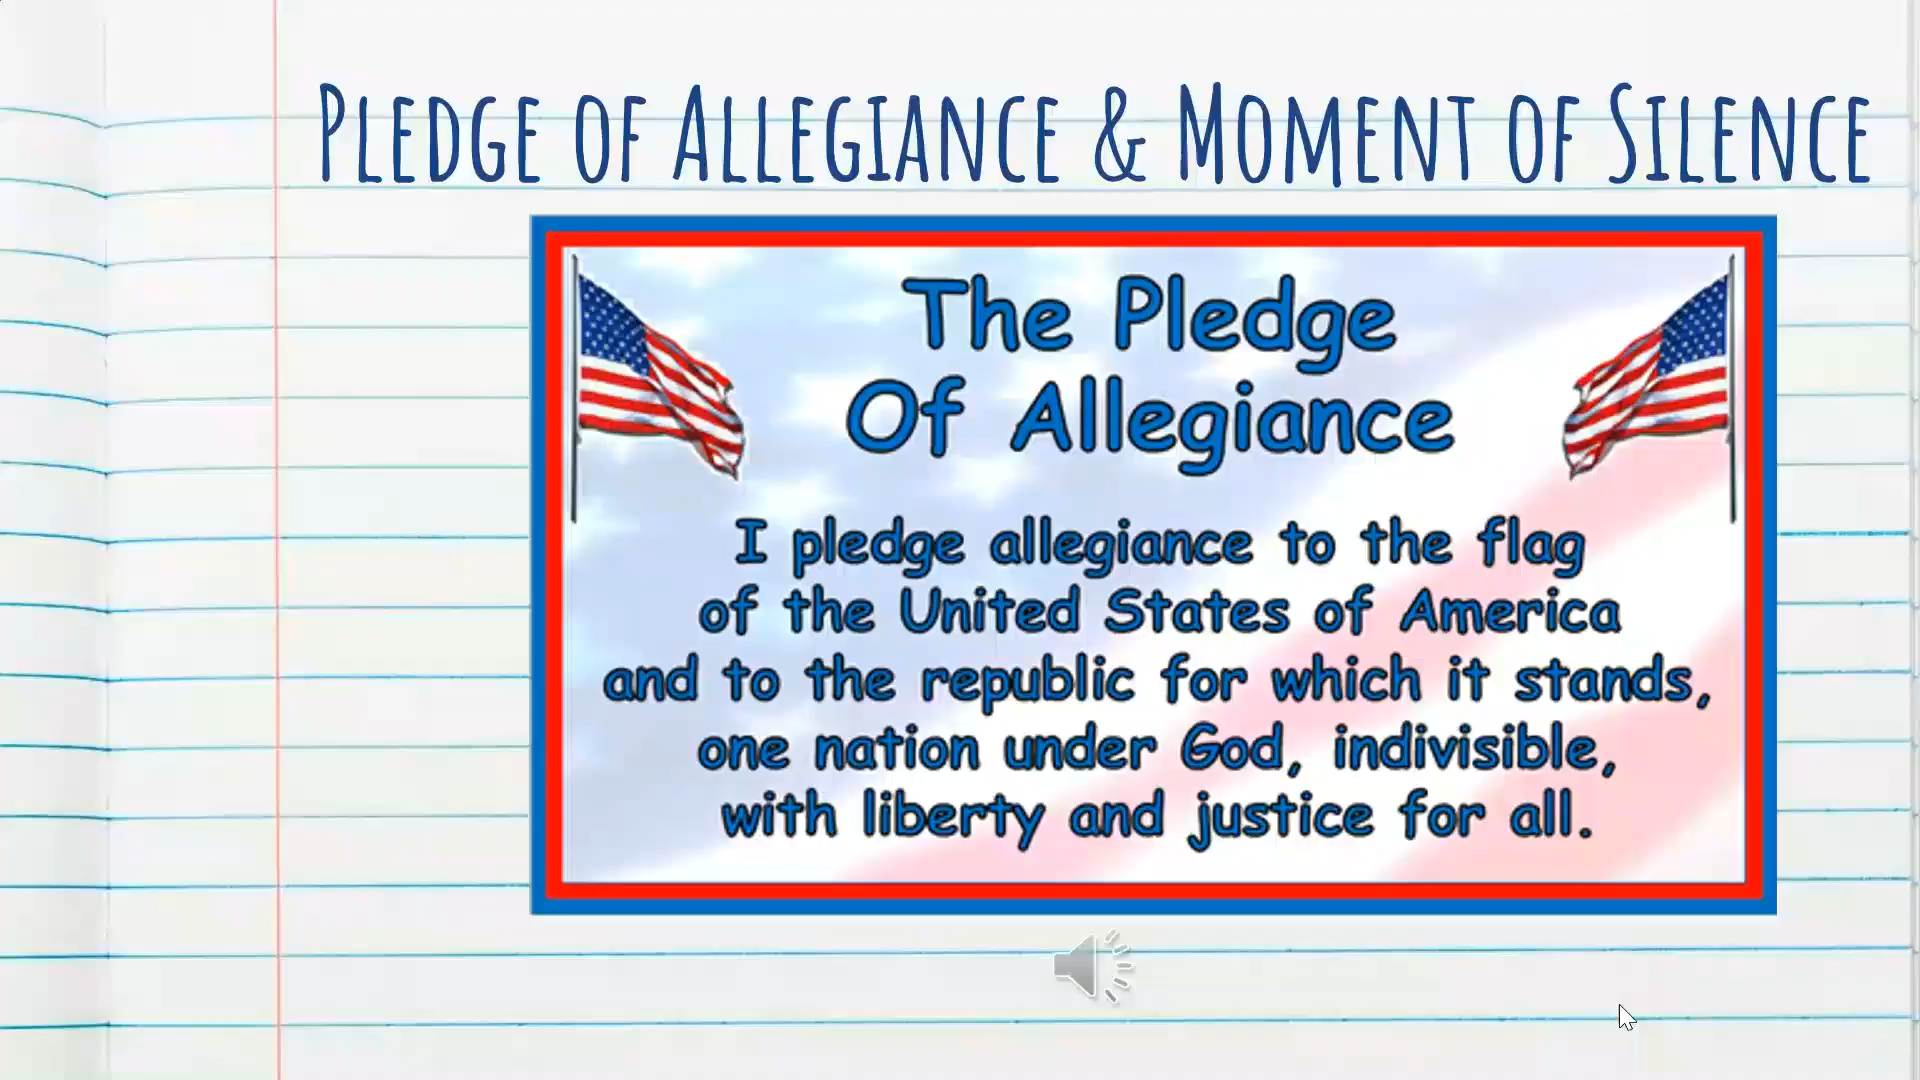 Pledge of Allegiance & Moment of Silence
The Pledge
Of Allegiance
I pledge allegiance to the flag
of the United States of America
and to the republic for which it stands,
one nation under God, indivisible,
with liberty and justice for all.